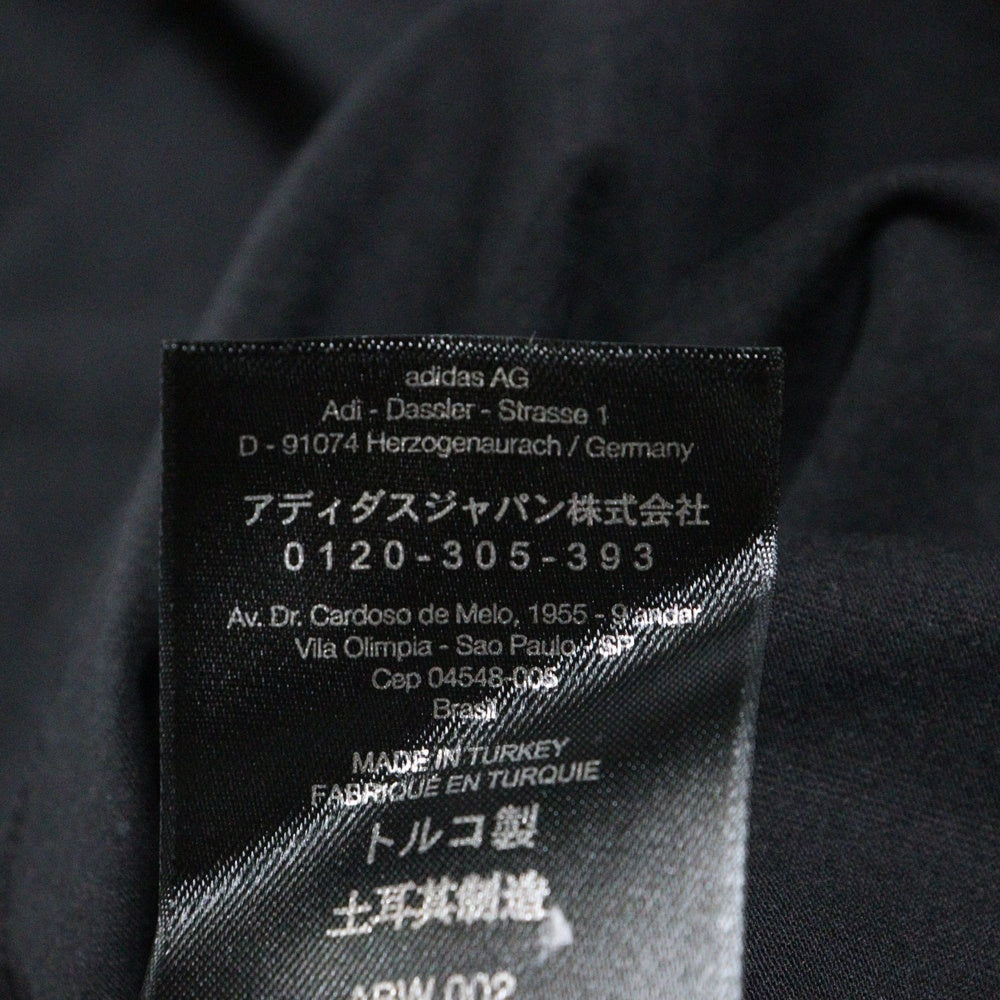 adidas AG
Adi - Dassler - Strasse 1
D - 91074 Herzogenaurach / Germany
アディダスジャパン株式会社
0120-305-393
Av. Dr. Cardoso de Melo, 1955 - 9 andar
Vila Olimpia - Sao Paulo - SP
Cep 04548-005
Brasil
MADE IN TURKEY
FABRIQUÉ EN TURQUIE
トルコ製
土耳其制造